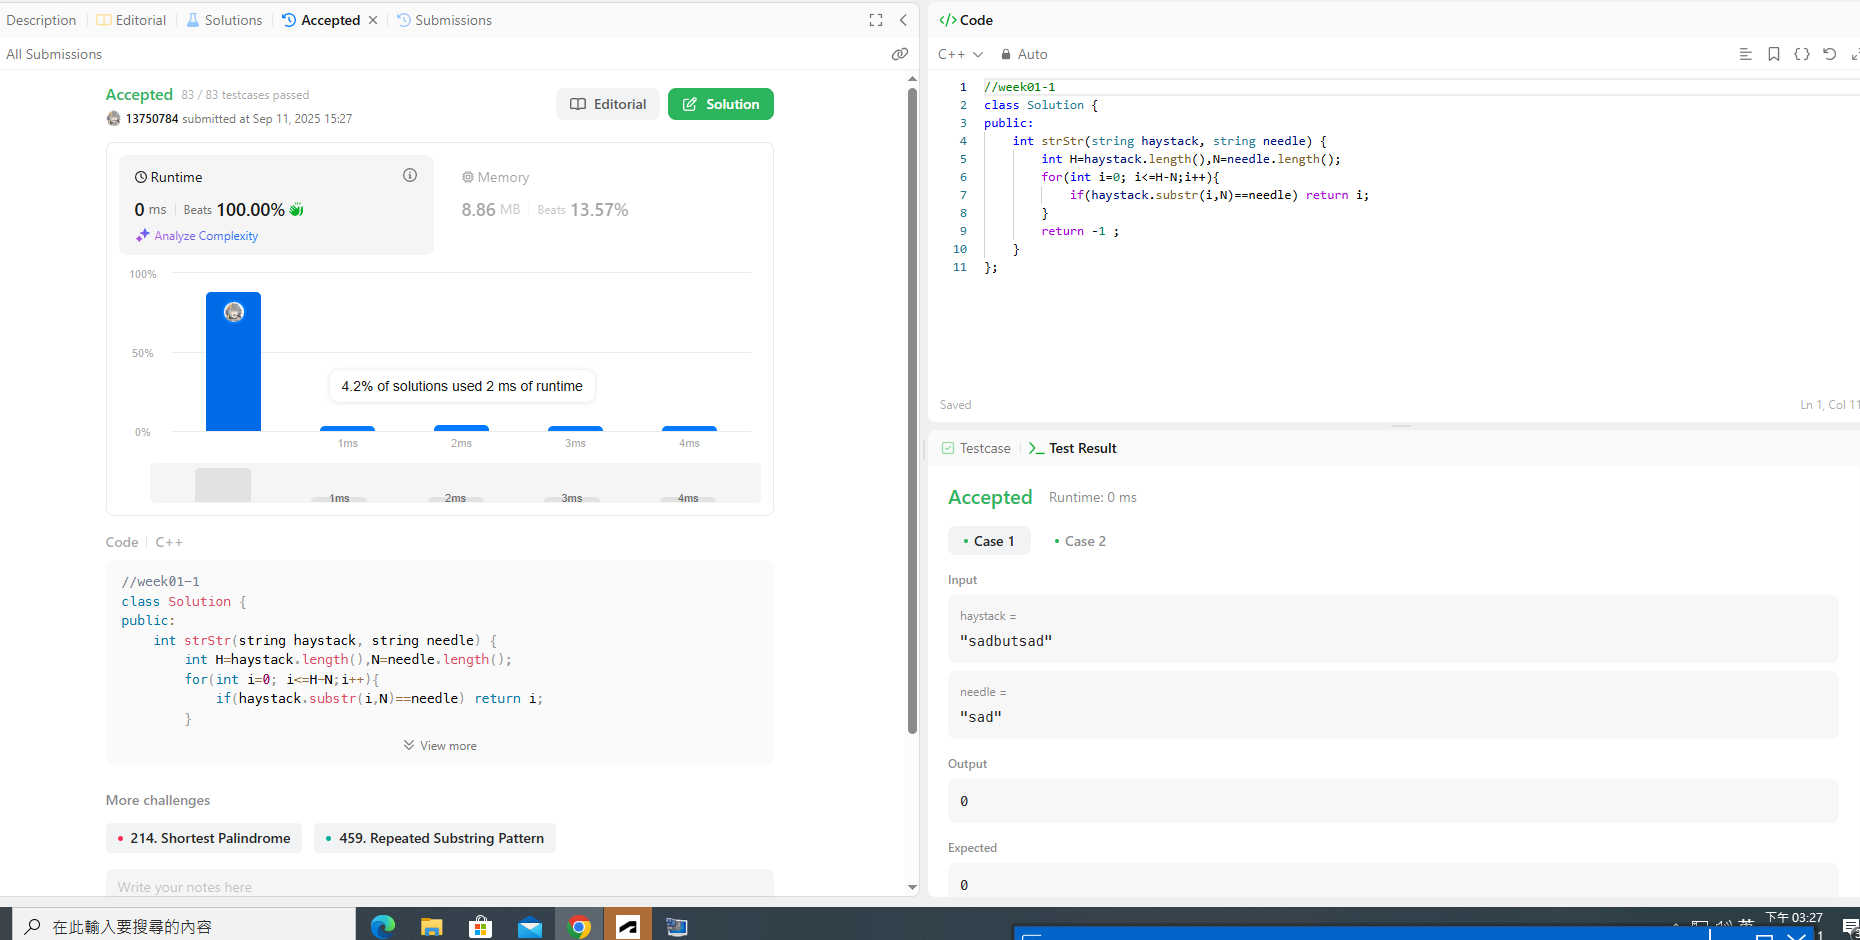 Description
Editorial
Solutions
Accepted
Submissions
All Submissions
Accepted 83 / 83 testcases passed
13750784 submitted at Sep 11, 2025 15:27
Editorial
Solution
Runtime
0 ms Beats 100.00%
Analyze Complexity
Memory
8.86 MB Beats 13.57%
100%
50%
0%
4.2% of solutions used 2 ms of runtime
1ms 2ms 3ms 4ms
1ms 2ms 3ms 4ms
Code C++
//week01-1
class Solution {
public:
    int strStr(string haystack, string needle) {
        int H=haystack.length(),N=needle.length();
        for(int i=0; i<=H-N;i++){
            if(haystack.substr(i,N)==needle) return i;
        }
View more
More challenges
214. Shortest Palindrome
459. Repeated Substring Pattern
Write your notes here
</> Code
C++ Auto
1 //week01-1
2 class Solution {
3 public:
4     int strStr(string haystack, string needle) {
5         int H=haystack.length(),N=needle.length();
6         for(int i=0; i<=H-N;i++){
7             if(haystack.substr(i,N)==needle) return i;
8         }
9         return -1 ;
10     }
11 };
Saved
Ln 1, Col 11
Testcase
Test Result
Accepted Runtime: 0 ms
Case 1
Case 2
Input
haystack =
"sadbutsad"
needle =
"sad"
Output
0
Expected
0
在此輸入要搜尋的內容
英
下午 03:27